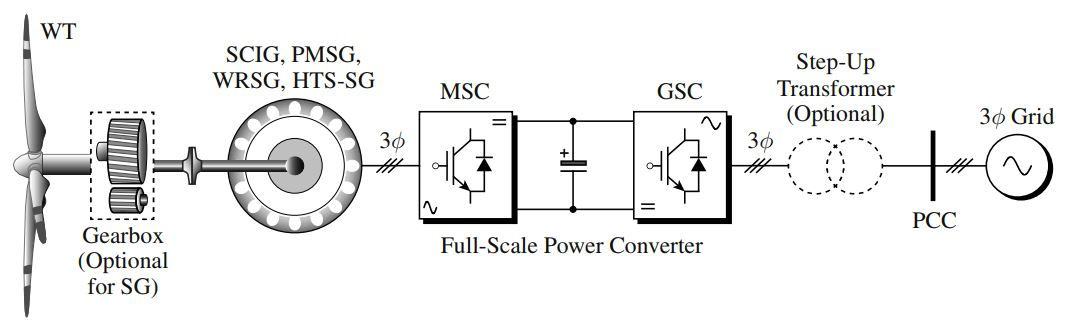 WT
SCIG, PMSG,
WRSG, HTS-SG
Gearbox
(Optional
for SG)
3ϕ
MSC
GSC
+
Full-Scale Power Converter
3ϕ
Step-Up
Transformer
(Optional)
PCC
3ϕ Grid